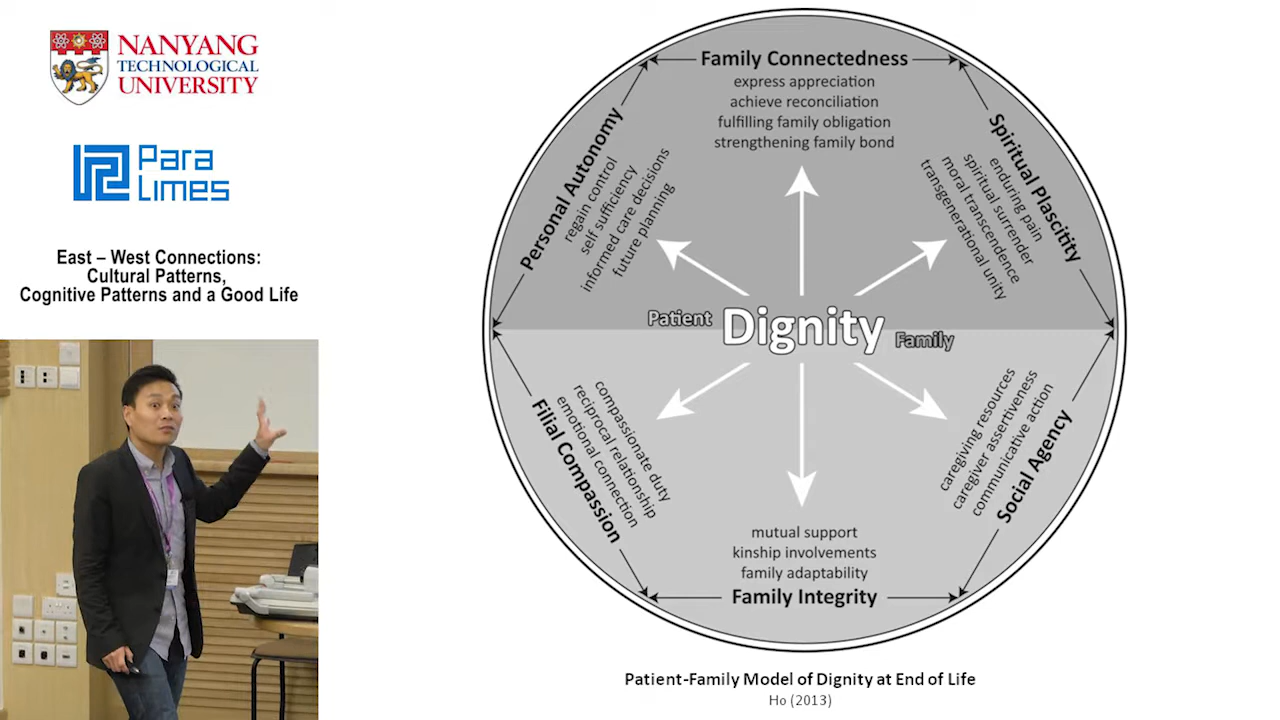 NANYANG
TECHNOLOGICAL
UNIVERSITY
Para
Limes
East – West Connections:
Cultural Patterns,
Cognitive Patterns and a Good Life
Family Connectedness
express appreciation
achieve reconciliation
fulfilling family obligation
strengthening family bond
Personal Autonomy
regain control
self sufficiency
informed care decisions
future planning
Spiritual Plascitity
enduring pain
spiritual surrender
moral transcendence
transgenerational unity
Patient
Dignity
Family
Filial Compassion
compassionate duty
reciprocal relationship
emotional connection
caregiving resources
caregiver assertiveness
communicative action
Social Agency
mutual support
kinship involvements
family adaptability
Family Integrity
Patient-Family Model of Dignity at End of Life
Ho (2013)